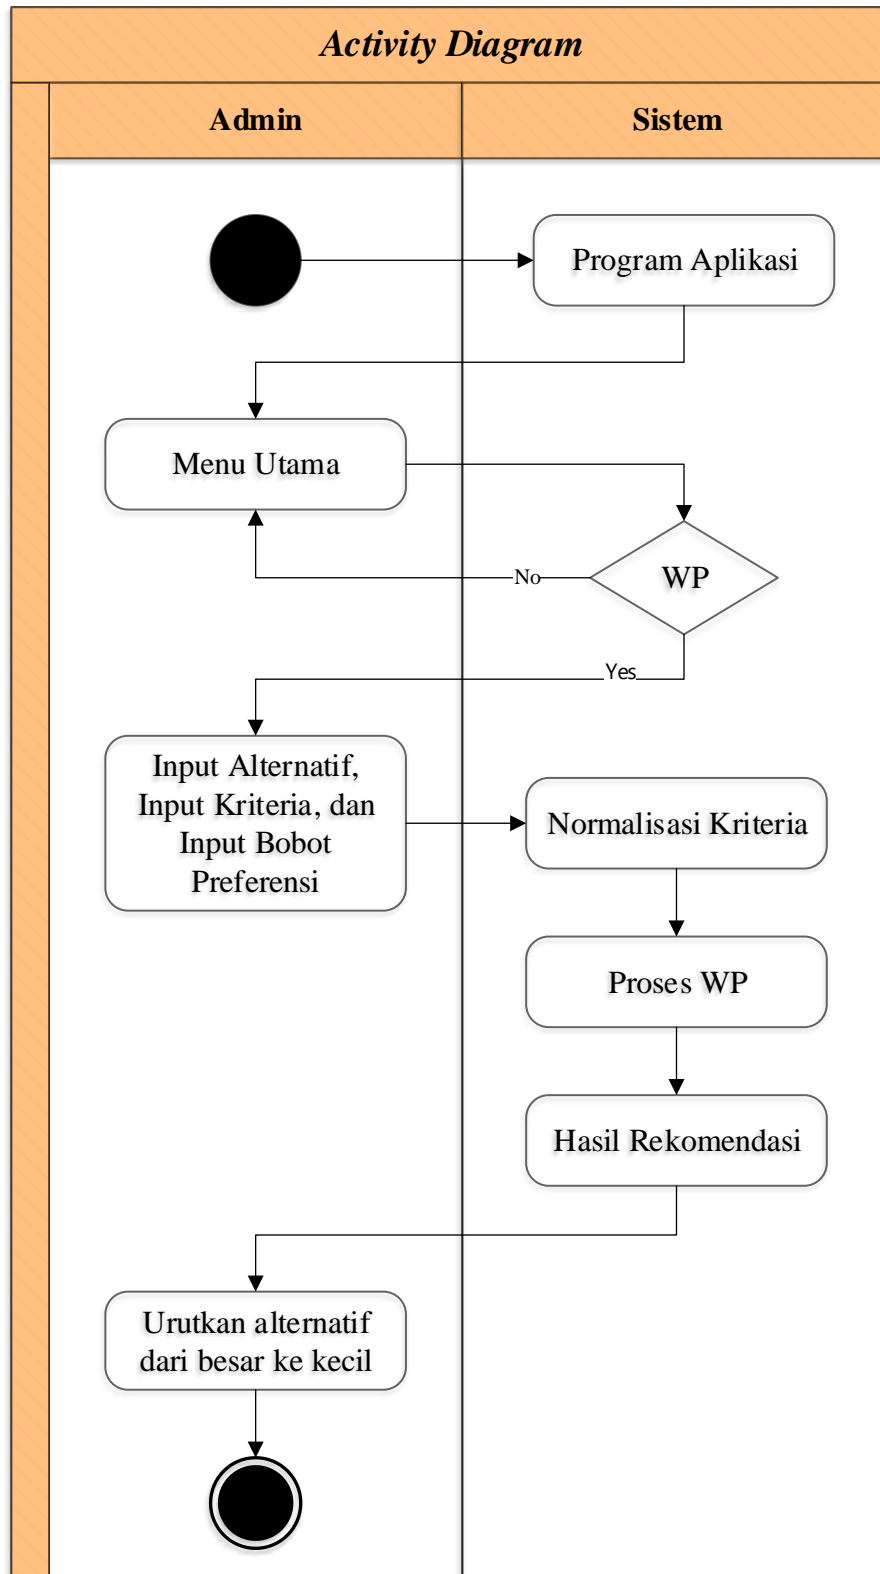 Activity Diagram
Admin
Sistem
Program Aplikasi
Menu Utama
WP
No
Yes
Input Alternatif,
Input Kriteria, dan
Input Bobot
Preferensi
Normalisasi Kriteria
Proses WP
Hasil Rekomendasi
Urutkan alternatif
dari besar ke kecil